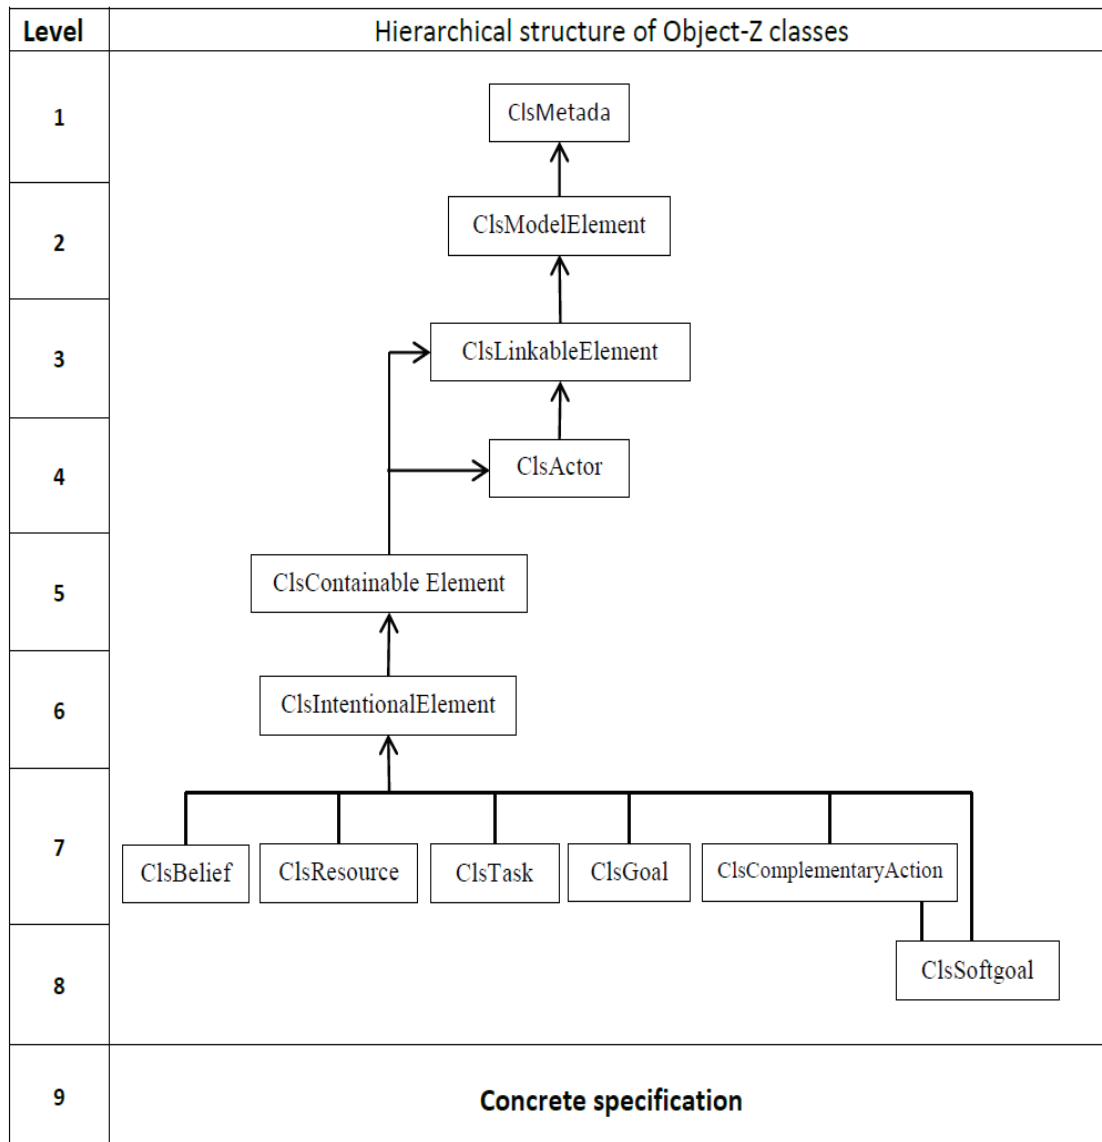 Level
Hierarchical structure of Object-Z classes
1
ClsMetada
2
ClsModelElement
3
ClsLinkableElement
4
ClsActor
5
ClsContainable Element
6
ClsIntentionalElement
7
ClsBelief
ClsResource
ClsTask
ClsGoal
ClsComplementaryAction
8
ClsSoftgoal
9
Concrete specification